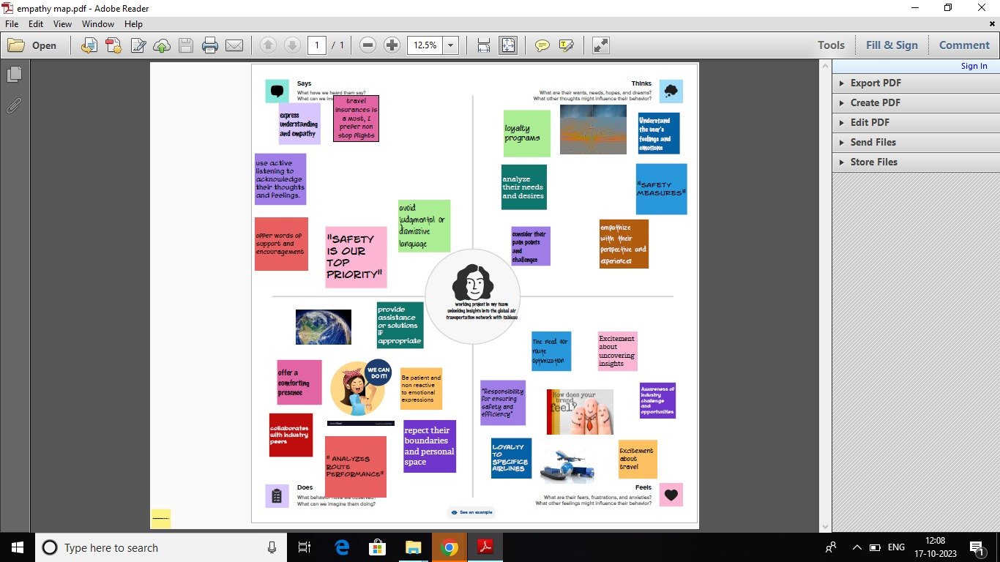 empathy map.pdf - Adobe Reader
File Edit View Window Help
Open
1 / 1
12.5%
Tools
Fill & Sign
Comment
Sign In
Export PDF
Create PDF
Edit PDF
Send Files
Store Files
Says
What have we heard them say?
What can we
travel
insurances is
a most, I
prefer non
stop flights
express
understanding
and empathy
use active
listening to
acknowledge
their thoughts
and feelings.
offer words of
support and
encouragement
"SAFETY
IS OUR
TOP
PRIORITY"
avoid
judgmental or
dismissive
language
Thinks
What are their wants, needs, hopes, and dreams?
What other thoughts might influence their behavior?
loyalty
programs
Understand
the user's
feelings and
emotions
analyze
their needs
and desires
"SAFETY
MEASURES"
consider their
pain points
and
challenges
empathize
with their
perspective and
experiences
working project in my team
unlocking insights into the global air
transportation network with tableau
provide
assistance
or solutions
if
appropriate
offer a
comforting
presence
WE CAN
DO IT!
Be patient and
non reactive
to emotional
expressions
collaborates
with industry
peers
" ANALYZES
ROUTE
PERFORMANCE"
repect their
boundaries
and personal
space
Does
What behavior have we observed?
What can we imagine them doing?
The need for
route
optimization
Excitement
about
uncovering
insights
"Responsibility
for ensuring
safety and
efficiency"
How does your
brand
feel?
Awareness of
industry
challenge
and
opportunities
LOYALTY
TO
SPECIFICE
AIRLINES
Excitement
about
travel
Feels
What are their fears, frustrations, and anxieties?
What other feelings might influence their behavior?
See an example
Type here to search
ENG
12:08
17-10-2023
1